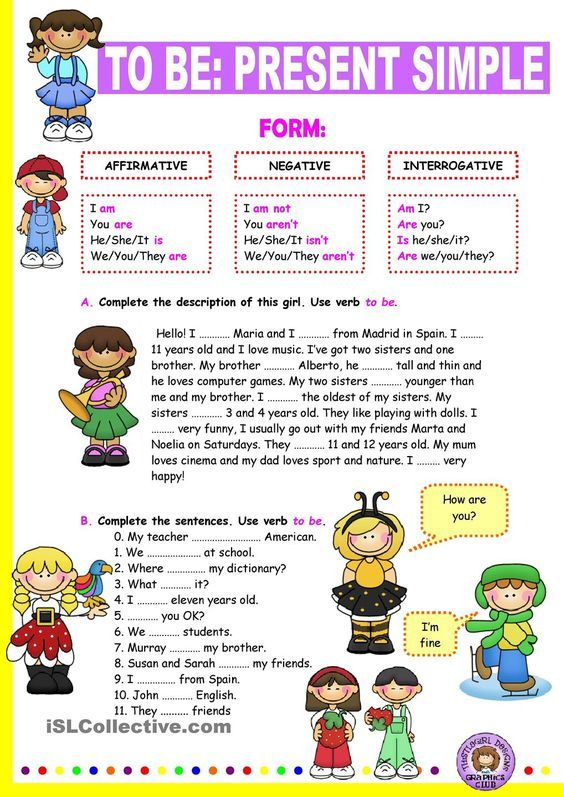 TO BE: PRESENT SIMPLE
FORM:
AFFIRMATIVE
I am
You are
He/She/It is
We/You/They are
NEGATIVE
I am not
You aren't
He/She/It isn't
We/You/They aren't
INTERROGATIVE
Am I?
Are you?
Is he/she/it?
Are we/you/they?
A. Complete the description of this girl. Use verb to be.
Hello! I ............ Maria and I ............ from Madrid in Spain. I .........
11 years old and I love music. I've got two sisters and one
brother. My brother ............ Alberto, he ............ tall and thin and
he loves computer games. My two sisters ............ younger than
me and my brother. I ............ the oldest of my sisters. My
sisters ............ 3 and 4 years old. They like playing with dolls. I
......... very funny, I usually go out with my friends Marta and
Noelia on Saturdays. They ............ 11 and 12 years old. My mum
loves cinema and my dad loves sport and nature. I ......... very
happy!
B. Complete the sentences. Use verb to be.
0. My teacher ........................... American.
1. We ..................... at school.
2. Where ............... my dictionary?
3. What ............ it?
4. I ............ eleven years old.
5. ............ you OK?
6. We ............ students.
7. Murray ............ my brother.
8. Susan and Sarah ............ my friends.
9. I ............... from Spain.
10. John ............ English.
11. They .......... friends
How are
you?
I'm
fine
iSLCollective.com
THISTLEGIRL DESIGNS
GRAPHICS
CLUB